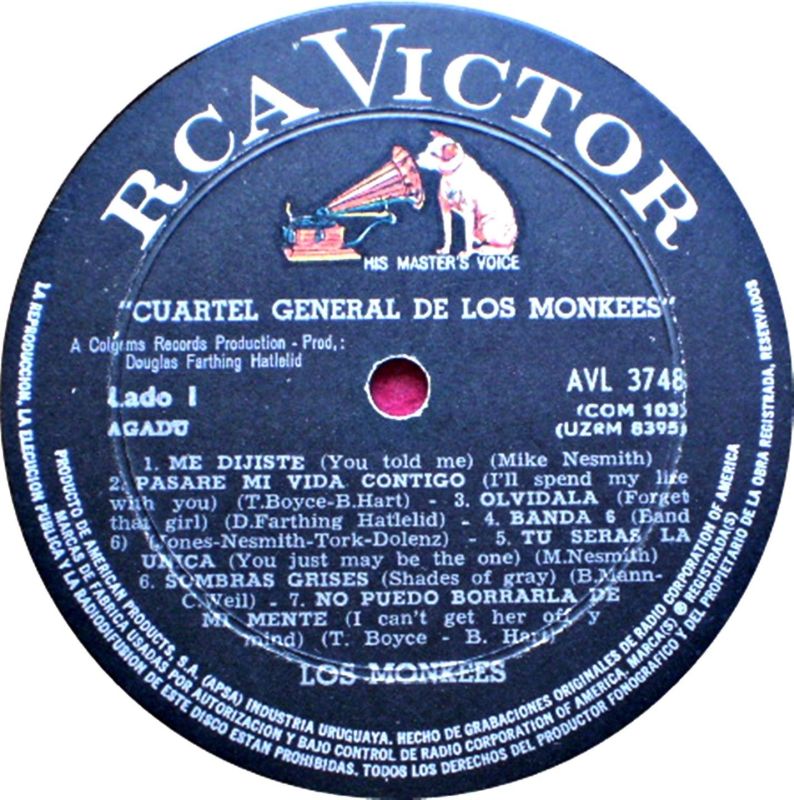 RCA VICTOR
HIS MASTER'S VOICE
"CUARTEL GENERAL DE LOS MONKEES"
A Colgems Records Production - Prod,:
Douglas Farthing Hatlelid
Lado I
AGADU
AVL 3748
(COM 103)
(UZRM 8395)
1. ME DIJISTE (You told me) (Mike Nesmith)
2. PASARE MI VIDA CONTIGO (I'll spend my life
with you) (T.Boyce-B.Hart) - 3. OLVIDALA (Forget
that girl) (D.Farthing Hatlelid) - 4. BANDA 6 (Band
6) (Jones-Nesmith-Tork-Dolenz) - 5. TU SERAS LA
UNICA (You just may be the one) (M.Nesmith)
6. SOMBRAS GRISES (Shades of gray) (B.Mann-
C.Weil) - 7. NO PUEDO BORRARLA DE
MI MENTE (I can't get her off y
mind) (T. Boyce - B. Hart)
LOS MONKEES
LA REPRODUCCION, LA EJECUCION PUBLICA Y LA RADIODIFUSION DE ESTE DISCO ESTAN PROHIBIDAS. TODOS LOS DERECHOS DEL PRODUCTOR FONOGRAFICO Y DEL PROPIETARIO DE LA OBRA REGISTRADA, RESERVADOS
PRODUCTO DE AMERICAN PRODUCTS, S.A. (APSA) INDUSTRIA URUGUAYA. HECHO DE GRABACIONES ORIGINALES DE RADIO CORPORATION OF AMERICA
MARCAS DE FABRICA USADAS POR AUTORIZACION Y BAJO CONTROL DE RADIO CORPORATION OF AMERICA, MARCA(S) ® REGISTRADA(S)